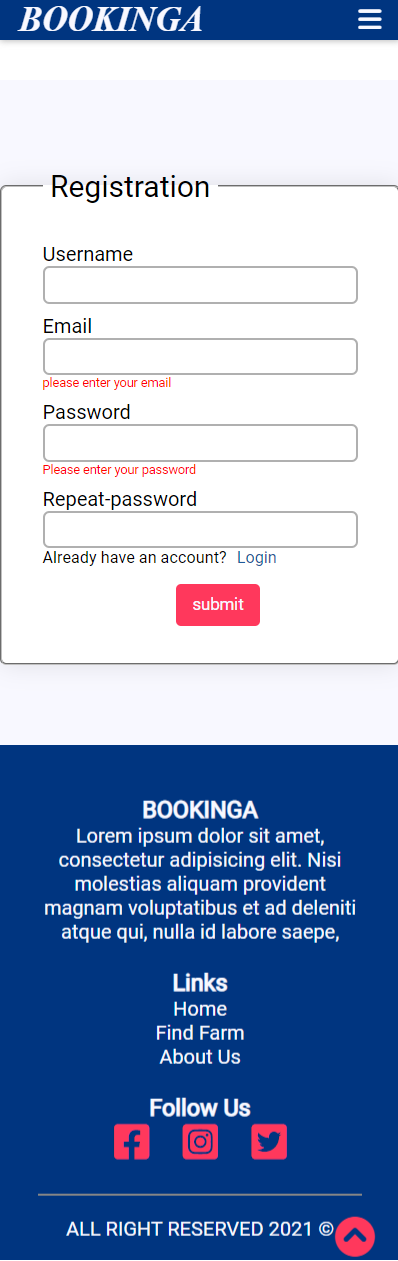 BOOKINGA
Registration
Username
Email
please enter your email
Password
Please enter your password
Repeat-password
Already have an account? Login
submit
BOOKINGA
Lorem ipsum dolor sit amet,
consectetur adipisicing elit. Nisi
molestias aliquam provident
magnam voluptatibus et ad deleniti
atque qui, nulla id labore saepe,
Links
Home
Find Farm
About Us
Follow Us
ALL RIGHT RESERVED 2021 ©